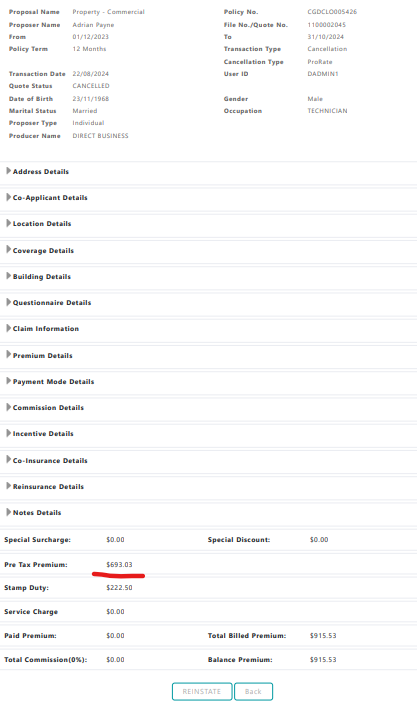 Proposal Name Property - Commercial Policy No. CGDCLO005426
Proposer Name Adrian Payne File No./Quote No. 1100002045
From 01/12/2023 To 31/10/2024
Policy Term 12 Months Transaction Type Cancellation
Cancellation Type ProRate
Transaction Date 22/08/2024 User ID DADMIN1
Quote Status CANCELLED
Date of Birth 23/11/1968 Gender Male
Marital Status Married Occupation TECHNICIAN
Proposer Type Individual
Producer Name DIRECT BUSINESS
Address Details
Co-Applicant Details
Location Details
Coverage Details
Building Details
Questionnaire Details
Claim Information
Premium Details
Payment Mode Details
Commission Details
Incentive Details
Co-Insurance Details
Reinsurance Details
Notes Details
Special Surcharge: $0.00 Special Discount: $0.00
Pre Tax Premium: $693.03
Stamp Duty: $222.50
Service Charge $0.00
Paid Premium: $0.00 Total Billed Premium: $915.53
Total Commission(0%): $0.00 Balance Premium: $915.53
REINSTATE Back